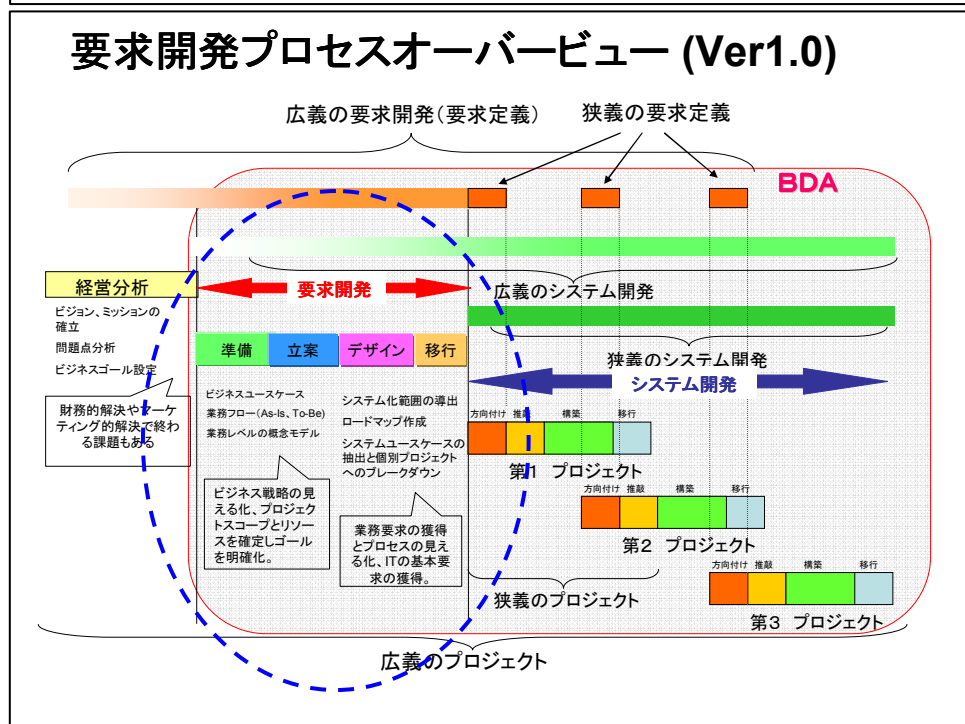 要求開発プロセスオーバービュー (Ver1.0)
広義の要求開発(要求定義)
狭義の要求定義
BDA
広義のシステム開発
経営分析
要求開発
ビジョン、ミッションの
確立
問題点分析
ビジネスゴール設定
財務的解決やマーケ
ティング的解決で終わ
る課題もある
準備
立案
デザイン
移行
狭義のシステム開発
システム開発
ビジネスユースケース
業務フロー(As-Is、To-Be)
業務レベルの概念モデル
システム化範囲の導出
ロードマップ作成
システムユースケースの
抽出と個別プロジェクト
へのブレークダウン
ビジネス戦略の見
える化、プロジェク
トスコープとリソー
スを確定しゴール
を明確化。
業務要求の獲得
とプロセスの見え
る化、ITの基本要
求の獲得。
方向付け
推敲
構築
移行
第1 プロジェクト
方向付け
推敲
構築
移行
第2 プロジェクト
方向付け
推敲
構築
移行
第3 プロジェクト
狭義のプロジェクト
広義のプロジェクト